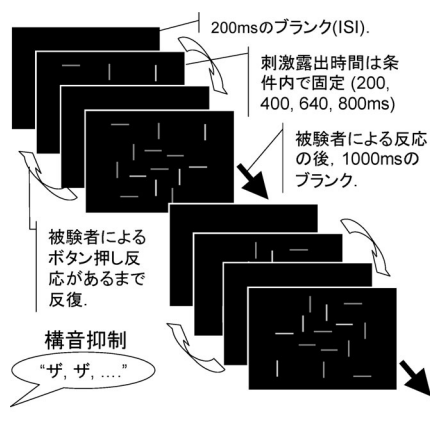 200msのブランク(ISI).
刺激露出時間は条
件内で固定 (200,
400, 640, 800ms)
被験者による反応
の後, 1000msの
ブランク.
被験者による
ボタン押し反
応があるまで
反復.
構音抑制
“ザ, ザ, ….”